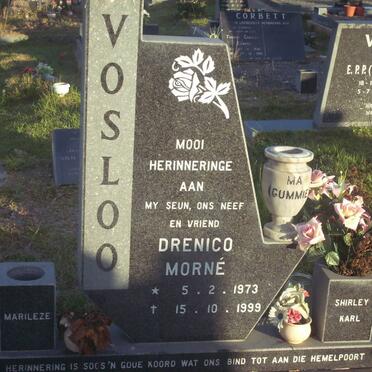 CORBETT
V
E.P.P.(
VOSLOO
MOOI
HERINNERINGE
AAN
MY SEUN, ONS NEEF
EN VRIEND
DRENICO
MORNÉ
★ 5.2.1973
† 15.10.1999
MA
(GUMMIE)
MARILEZE
SHIRLEY
KARL
HERINNERING IS SOES'N GOUE KOORD WAT ONS BIND TOT AAN DIE HEMELPOORT